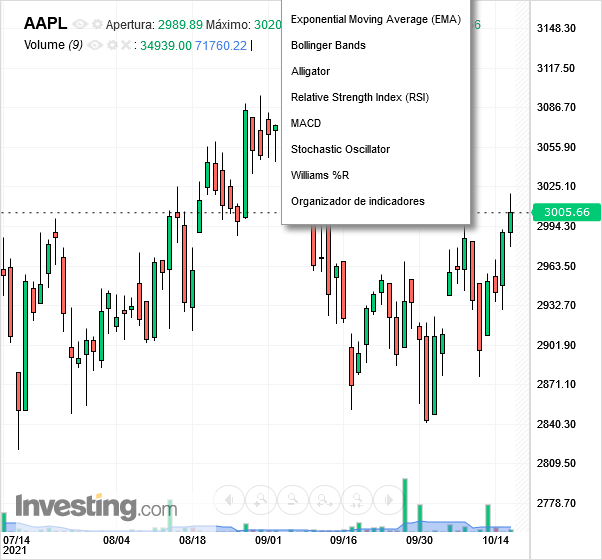 AAPL Apertura: 2989.89 Máximo: 3020
Volume (9) : 34939.00 71760.22
Exponential Moving Average (EMA)
Bollinger Bands
Alligator
Relative Strength Index (RSI)
MACD
Stochastic Oscillator
Williams %R
Organizador de indicadores
3148.30
3117.50
3086.70
3055.90
3025.10
3005.66
2994.30
2963.50
2932.70
2901.90
2871.10
2840.30
2809.50
2778.70
Investing.com
07/14 08/04 08/18 09/01 09/16 09/30 10/14
2021